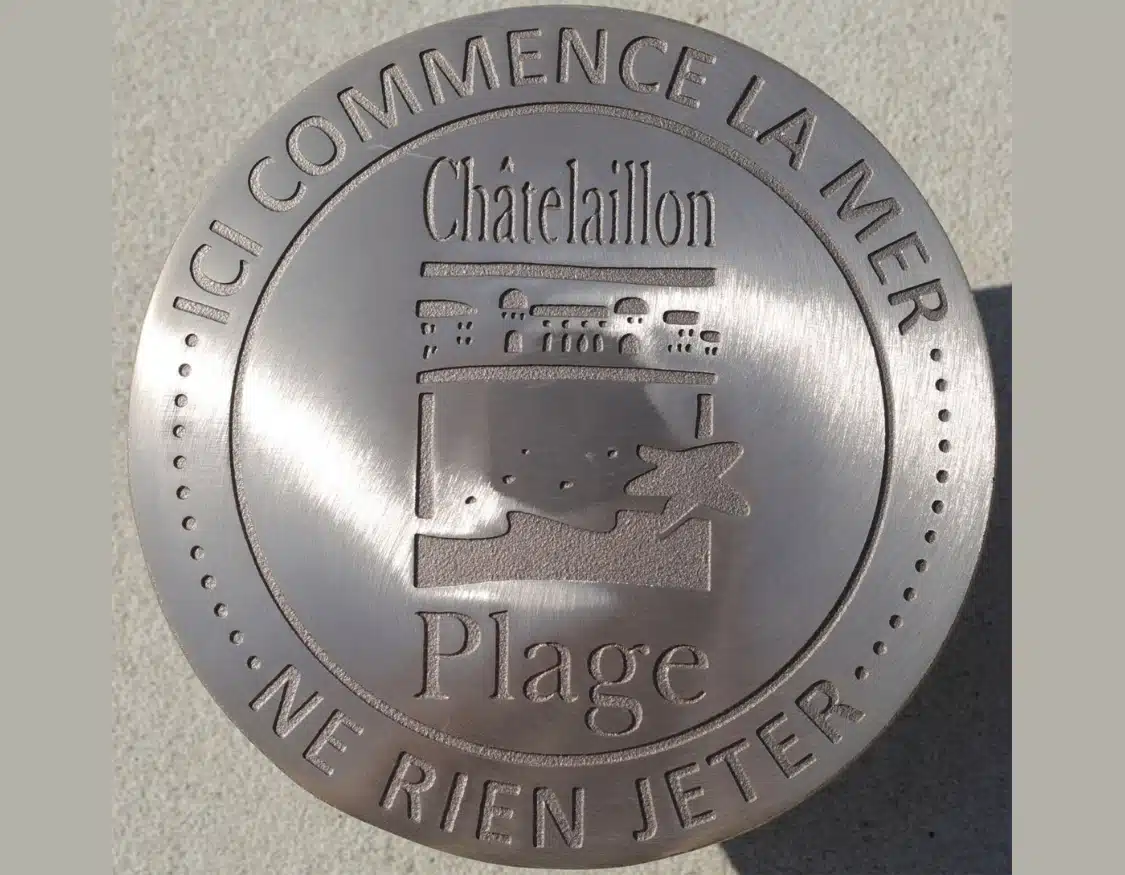 ICI COMMENCE LA MER
Châtelaillon
Plage
NE RIEN JETER